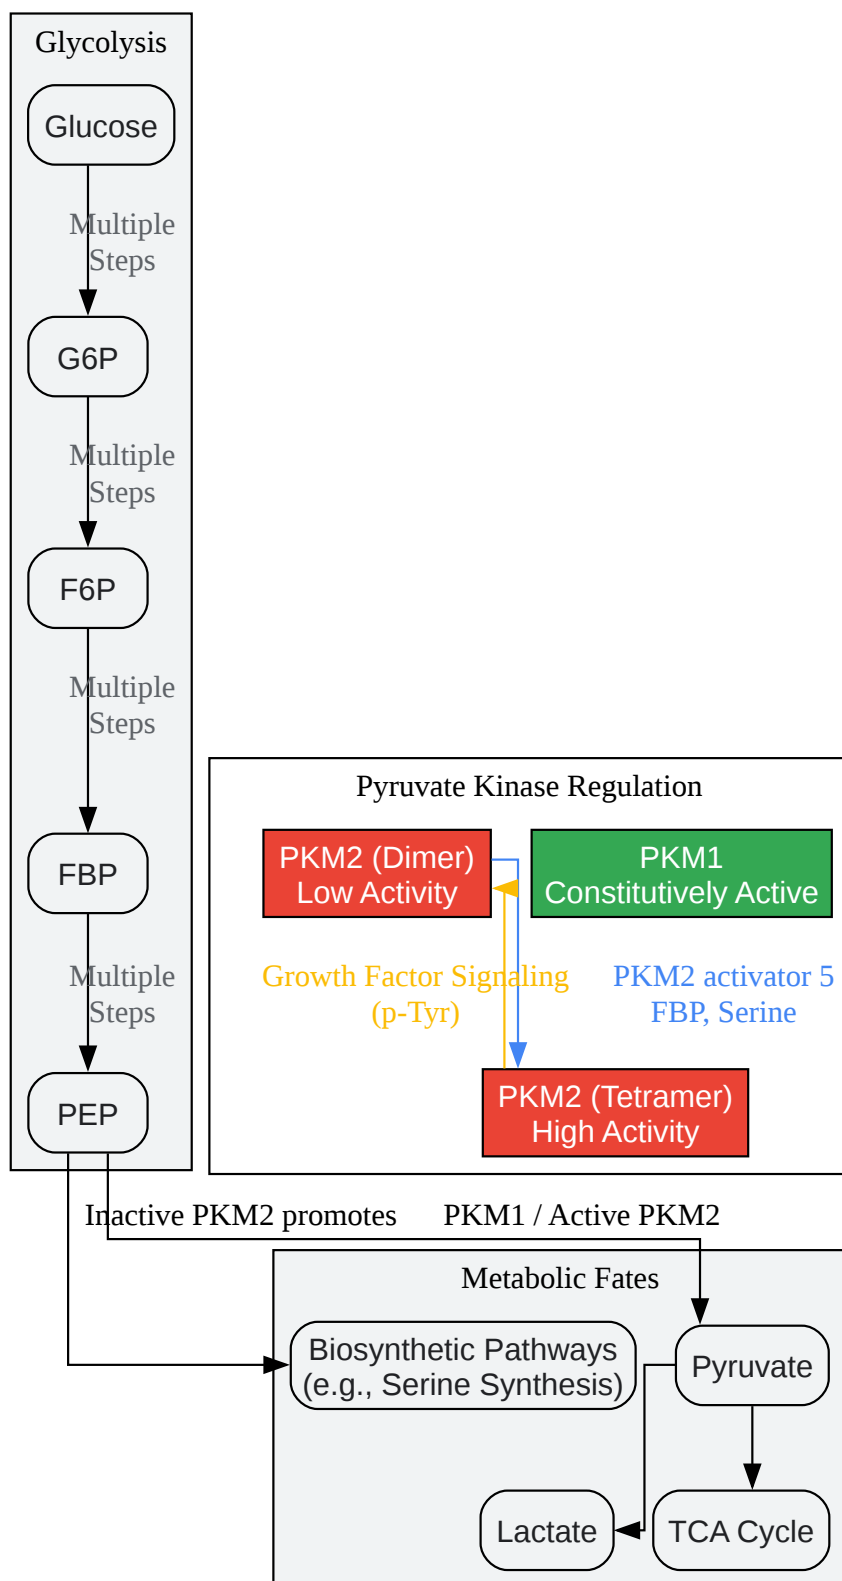 Glycolysis
Glucose
Multiple
Steps
G6P
Multiple
Steps
F6P
Multiple
Steps
FBP
Multiple
Steps
PEP
Pyruvate Kinase Regulation
PKM2 (Dimer)
Low Activity
PKM1
Constitutively Active
Growth Factor Signaling
(p-Tyr)
PKM2 activator 5
FBP, Serine
PKM2 (Tetramer)
High Activity
Inactive PKM2 promotes
PKM1 / Active PKM2
Metabolic Fates
Biosynthetic Pathways
(e.g., Serine Synthesis)
Pyruvate
Lactate
TCA Cycle